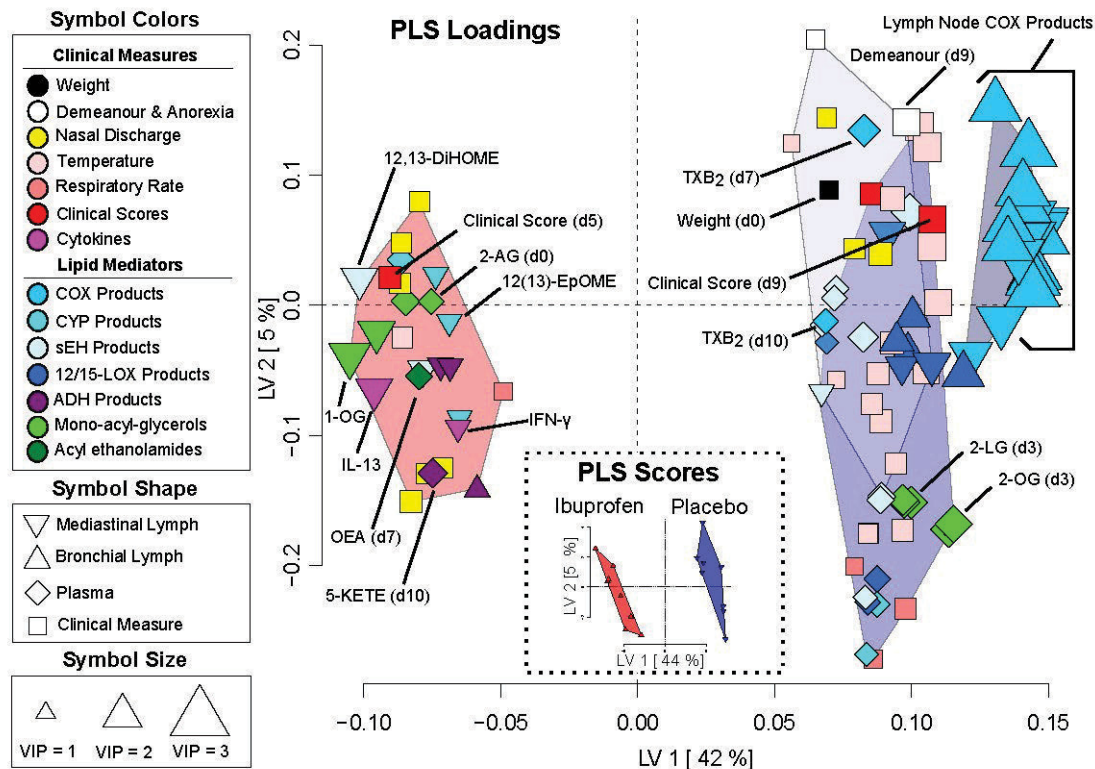 Symbol Colors
Clinical Measures
Weight
Demeanour & Anorexia
Nasal Discharge
Temperature
Respiratory Rate
Clinical Scores
Cytokines
Lipid Mediators
COX Products
CYP Products
sEH Products
12/15-LOX Products
ADH Products
Mono-acyl-glycerols
Acyl ethanolamides
Symbol Shape
Mediastinal Lymph
Bronchial Lymph
Plasma
Clinical Measure
Symbol Size
VIP = 1
VIP = 2
VIP = 3
PLS Loadings
Lymph Node COX Products
Demeanour (d9)
12,13-DiHOME
TXB2 (d7)
Clinical Score (d5)
Weight (d0)
2-AG (d0)
12(13)-EpOME
Clinical Score (d9)
TXB2 (d10)
1-OG
IL-13
IFN-γ
2-LG (d3)
2-OG (d3)
OEA (d7)
5-KETE (d10)
PLS Scores
Ibuprofen
Placebo
LV 2 [5 %]
LV 1 [ 44 %]
0.2
0.1
0.0
−0.1
−0.2
LV 2 [ 5 %]
−0.10
−0.05
0.00
0.05
0.10
0.15
LV 1 [ 42 %]